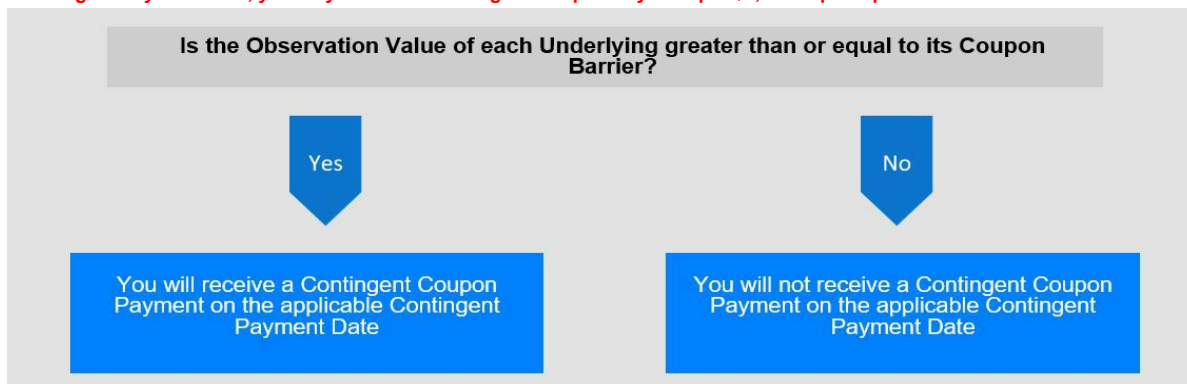 Is the Observation Value of each Underlying greater than or equal to its Coupon
Barrier?
Yes
No
You will receive a Contingent Coupon
Payment on the applicable Contingent
Payment Date
You will not receive a Contingent Coupon
Payment on the applicable Contingent
Payment Date